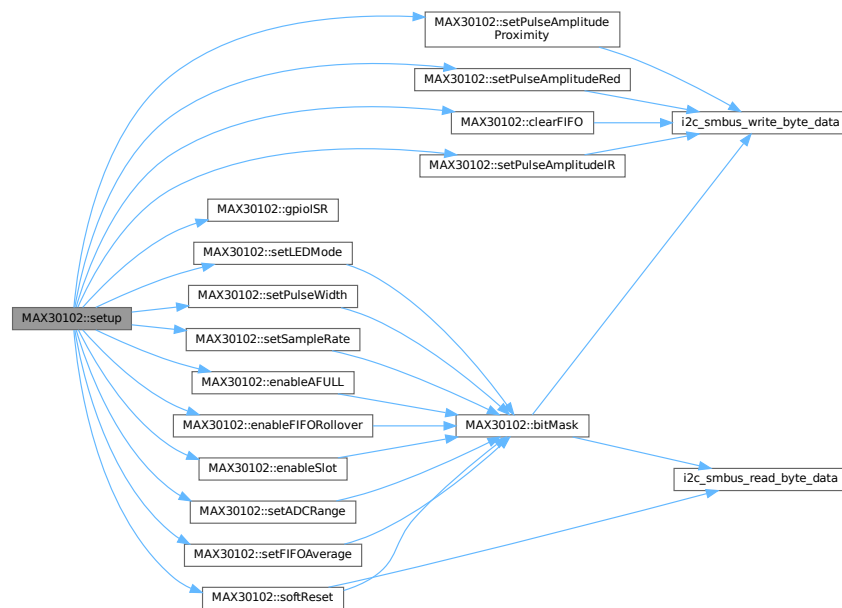 MAX30102::setPulseAmplitude
Proximity
MAX30102::setPulseAmplitudeRed
MAX30102::clearFIFO
i2c_smbus_write_byte_data
MAX30102::setPulseAmplitudeIR
MAX30102::gpioISR
MAX30102::setLEDMode
MAX30102::setPulseWidth
MAX30102::setup
MAX30102::setSampleRate
MAX30102::enableAFULL
MAX30102::enableFIFORollover
MAX30102::bitMask
MAX30102::enableSlot
i2c_smbus_read_byte_data
MAX30102::setADCRange
MAX30102::setFIFOAverage
MAX30102::softReset